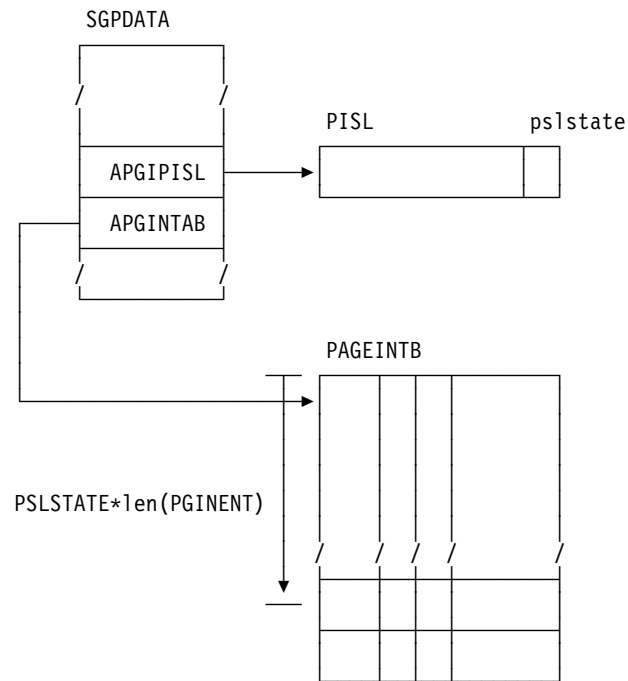 SGPDATA
PISL pslstate
APGIPISL
APGINTAB
PAGEINTB
PSLSTATE*len(PGINENT)